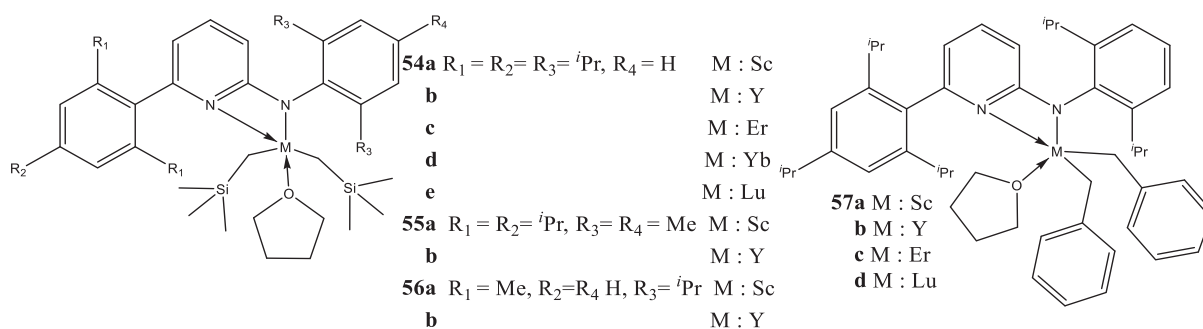 R₁
R₃
R₄
N
N
R₃
M
R₂
R₁
Si
O
Si
54a R₁ = R₂= R₃= ⁱPr, R₄ = H M : Sc
b M : Y
c M : Er
d M : Yb
e M : Lu
55a R₁ = R₂= ⁱPr, R₃= R₄ = Me M : Sc
b M : Y
56a R₁ = Me, R₂=R₄ H, R₃= ⁱPr M : Sc
b M : Y
ⁱPr
ⁱPr
N
N
ⁱPr
M
ⁱPr
ⁱPr
O
57a M : Sc
b M : Y
c M : Er
d M : Lu